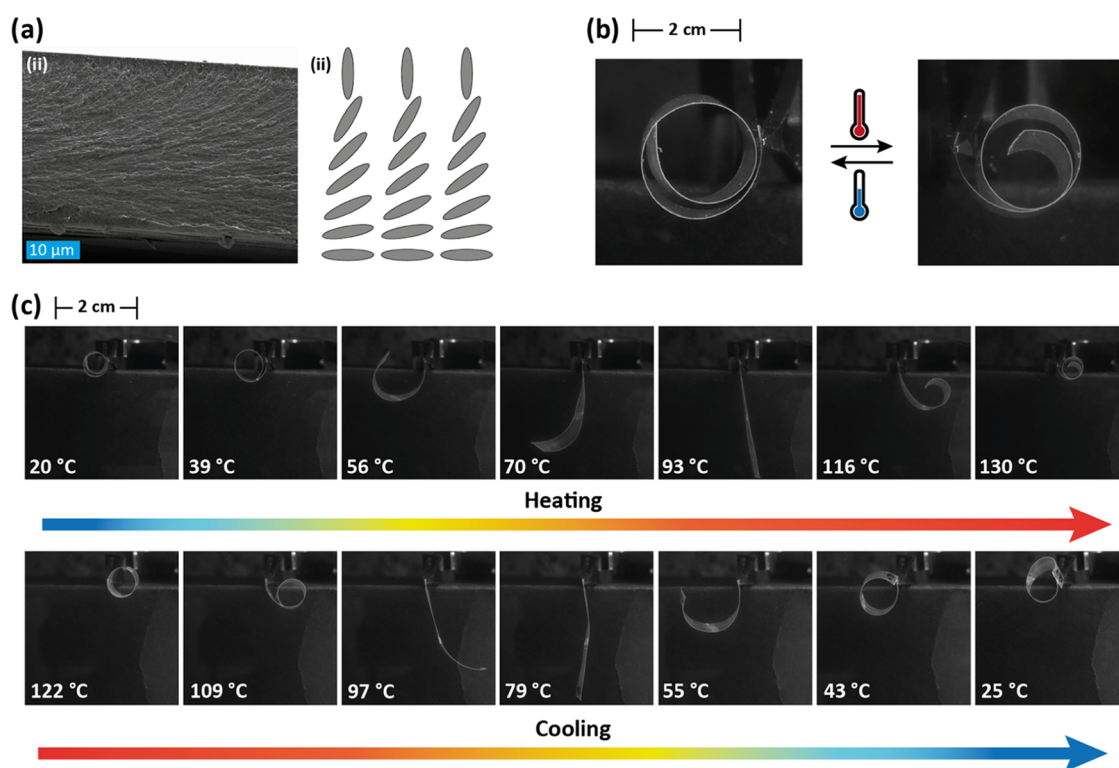 (a)
(ii)
10 µm
(ii)
(b)
2 cm
(c)
2 cm
20 °C
39 °C
56 °C
70 °C
93 °C
116 °C
130 °C
Heating
122 °C
109 °C
97 °C
79 °C
55 °C
43 °C
25 °C
Cooling